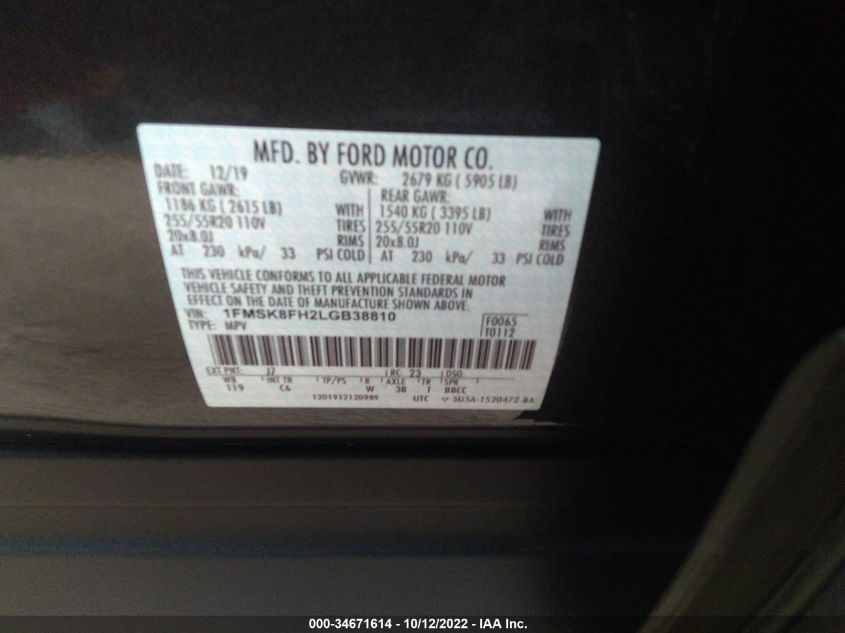 MFD. BY FORD MOTOR CO.
DATE: 12/19 GVWR: 2679 KG ( 5905 LB)
FRONT GAWR: REAR GAWR:
1186 KG ( 2615 LB) WITH 1540 KG ( 3395 LB) WITH
255/55R20 110V TIRES 255/55R20 110V TIRES
20x8.0J RIMS 20x8.0J RIMS
AT 230 kPa/ 33 PSI COLD AT 230 kPa/ 33 PSI COLD
THIS VEHICLE CONFORMS TO ALL APPLICABLE FEDERAL MOTOR
VEHICLE SAFETY AND THEFT PREVENTION STANDARDS IN
EFFECT ON THE DATE OF MANUFACTURE SHOWN ABOVE.
VIN: 1FMSK8FH2LGB38810 F0065
TYPE: MPV T0112
EXT PNT: J7 RC: 23 DSO:
WB INT TR TP/PS R AXLE TR SPR
119 C6 W 3B T BBCC
1201912120989 UTC 5U5A-1520472-BA
000-34671614 - 10/12/2022 - IAA Inc.